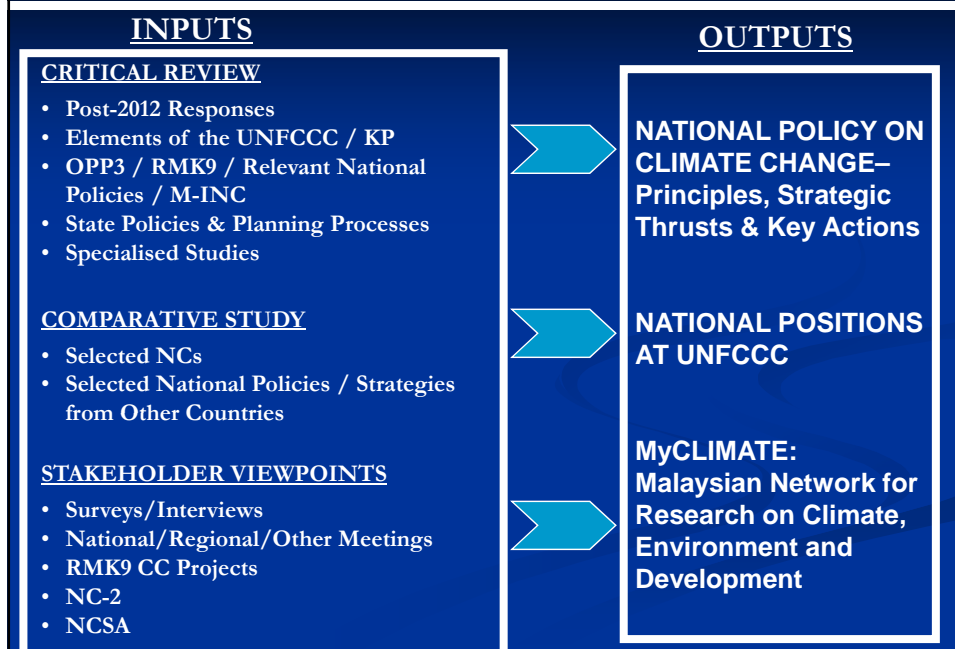 INPUTS
CRITICAL REVIEW
• Post-2012 Responses
• Elements of the UNFCCC / KP
• OPP3 / RMK9 / Relevant National
Policies / M-INC
• State Policies & Planning Processes
• Specialised Studies
COMPARATIVE STUDY
• Selected NCs
• Selected National Policies / Strategies
from Other Countries
STAKEHOLDER VIEWPOINTS
• Surveys/Interviews
• National/Regional/Other Meetings
• RMK9 CC Projects
• NC-2
• NCSA
OUTPUTS
NATIONAL POLICY ON
CLIMATE CHANGE–
Principles, Strategic
Thrusts & Key Actions
NATIONAL POSITIONS
AT UNFCCC
MyCLIMATE:
Malaysian Network for
Research on Climate,
Environment and
Development